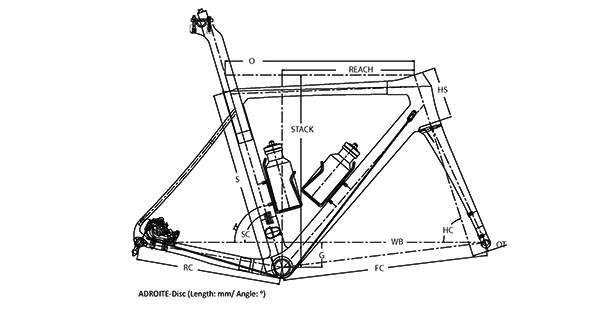 O
REACH
HS
STACK
S
A
SC
HC
WB
OT
G
RC
FC
ADROITE-Disc (Length: mm/ Angle: °)